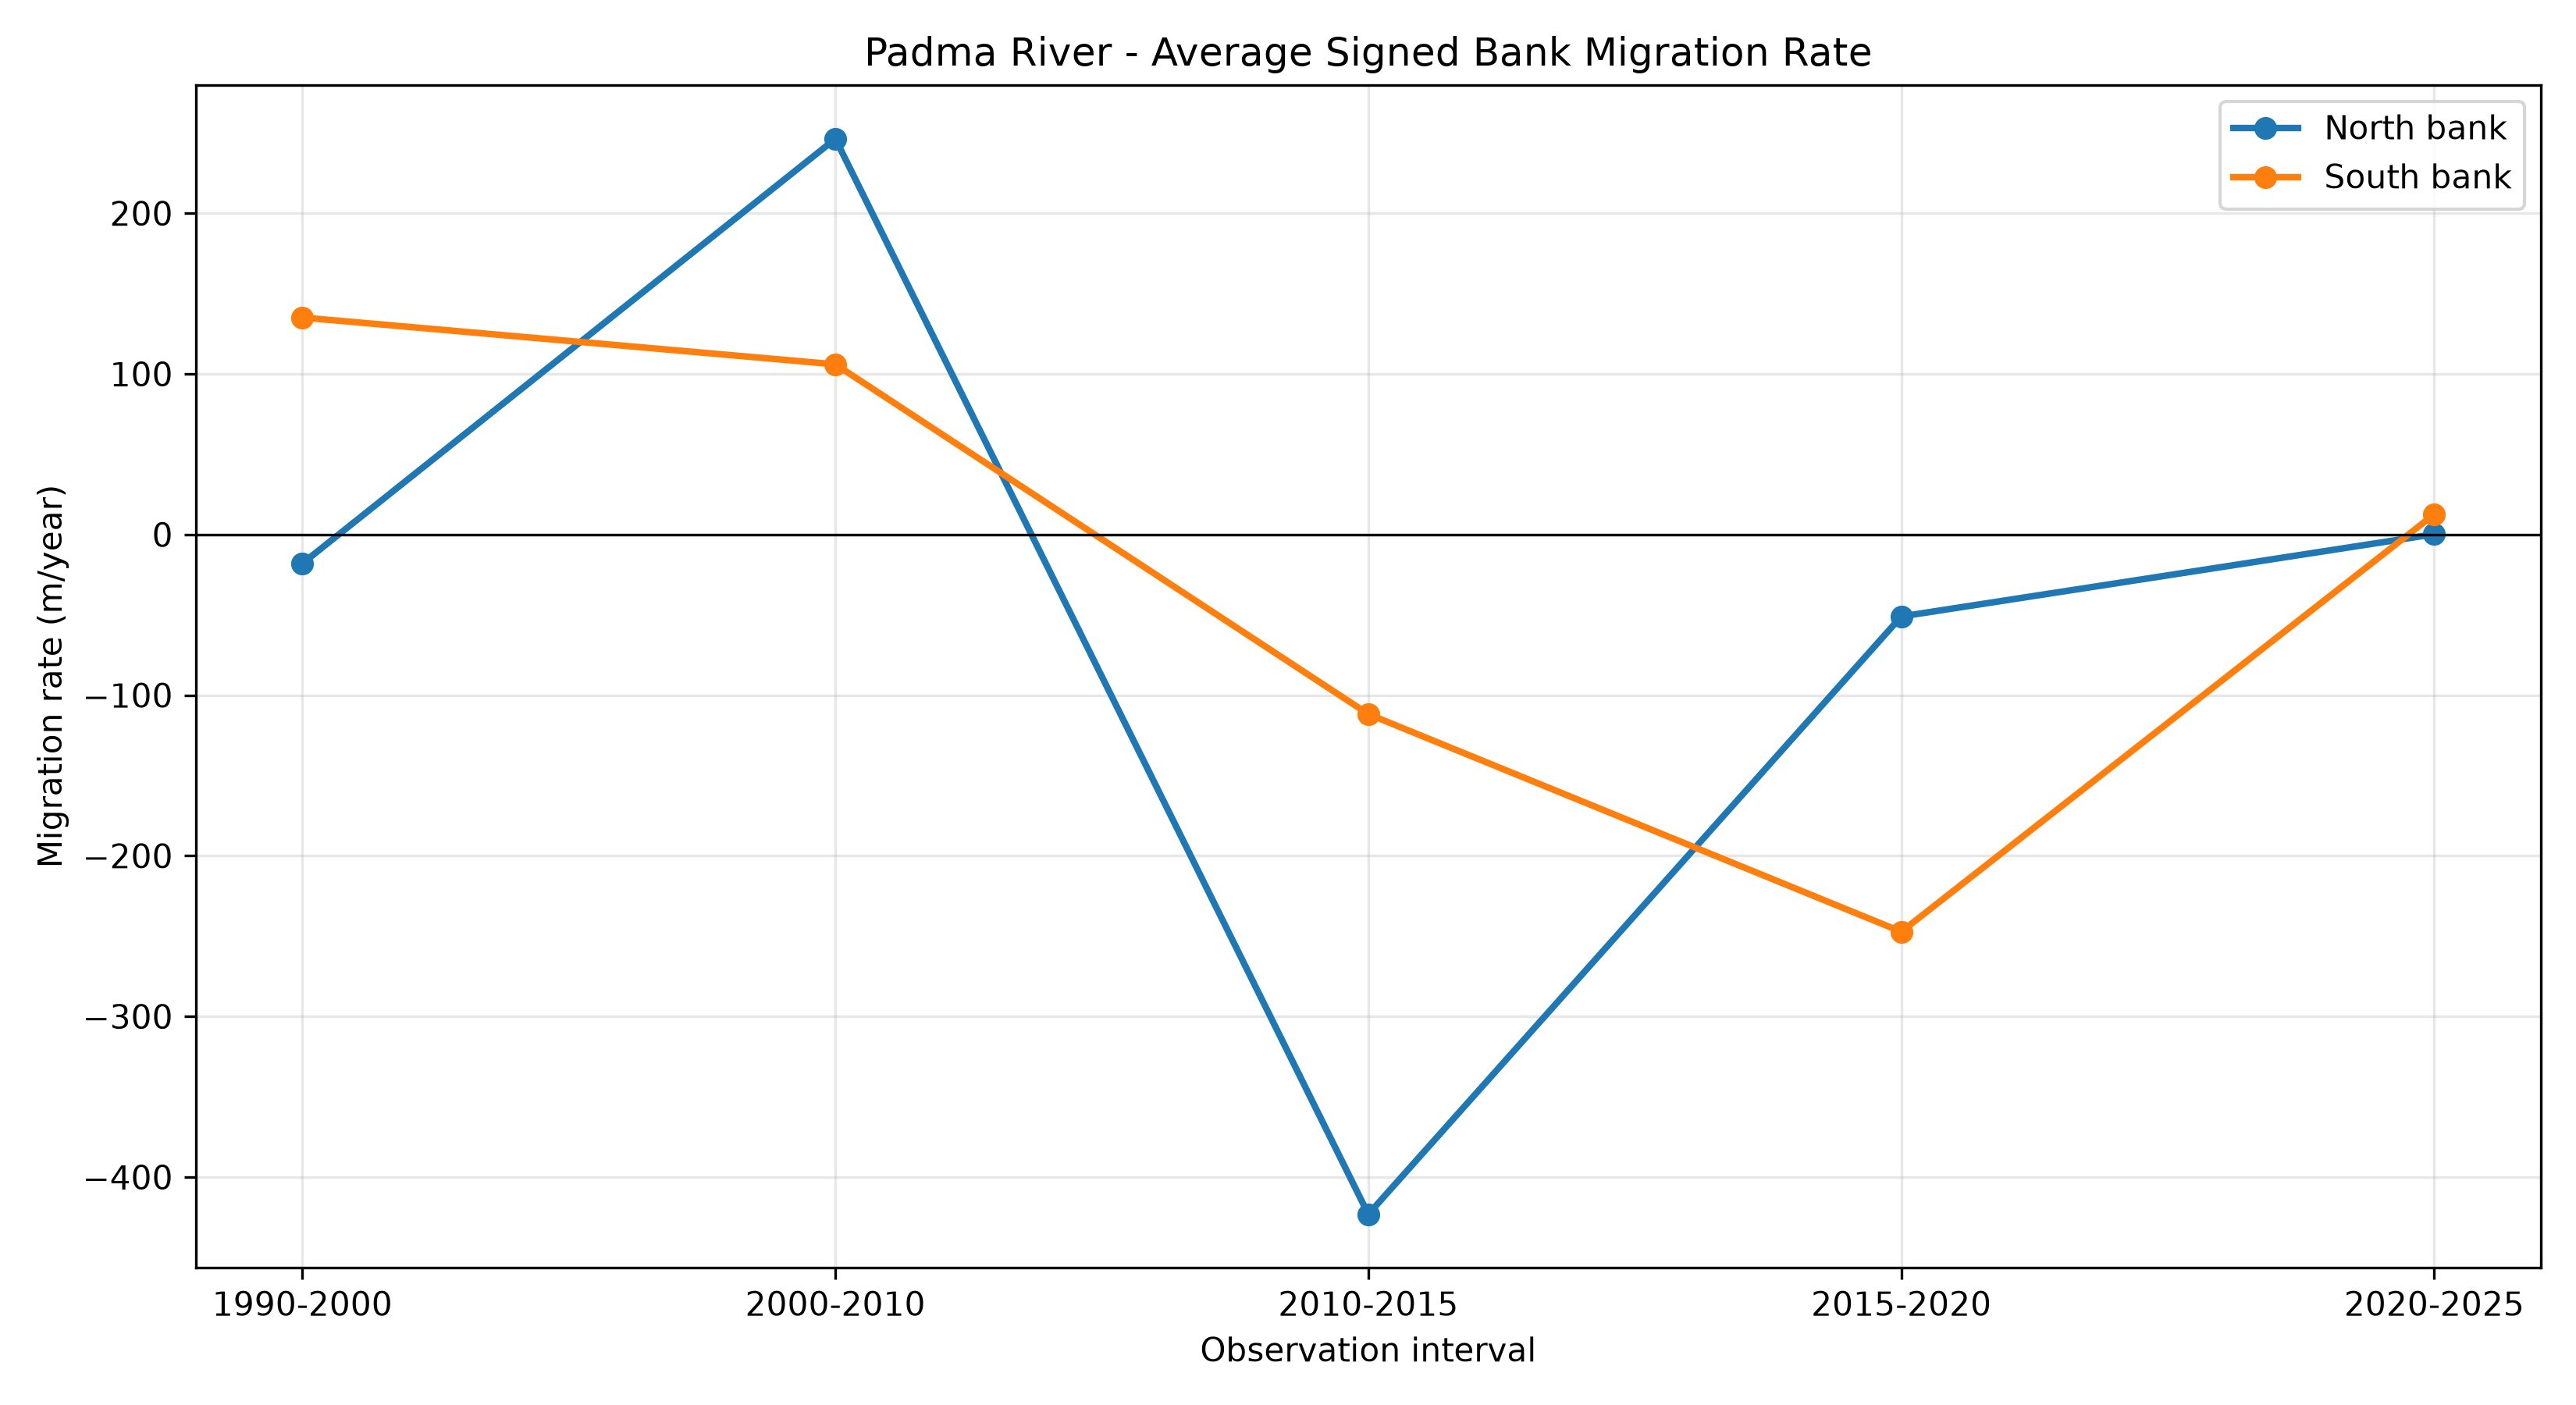 Padma River - Average Signed Bank Migration Rate
North bank
South bank
200
100
0
−100
−200
−300
−400
Migration rate (m/year)
1990-2000 2000-2010 2010-2015 2015-2020 2020-2025
Observation interval